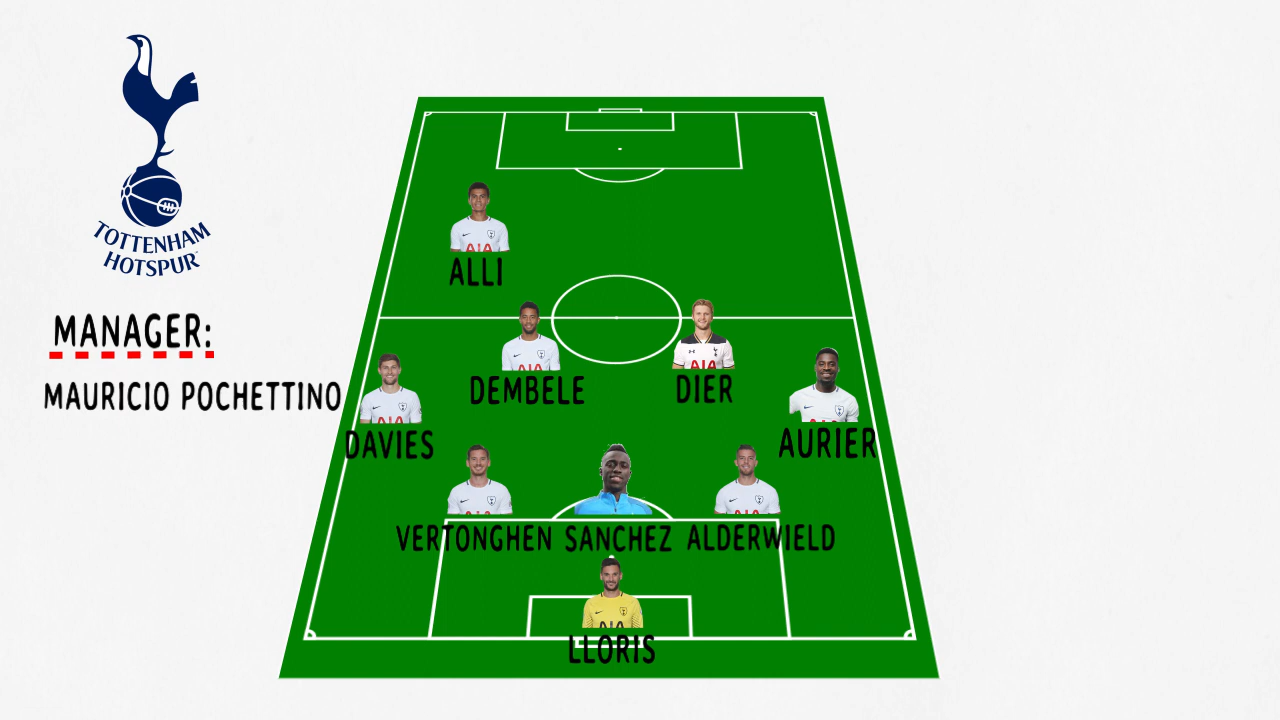 TOTTENHAM
HOTSPUR
MANAGER:
MAURICIO POCHETTINO
ALLI
DEMBELE
DIER
DAVIES
AURIER
VERTONGHEN SANCHEZ ALDERWIELD
LLORIS